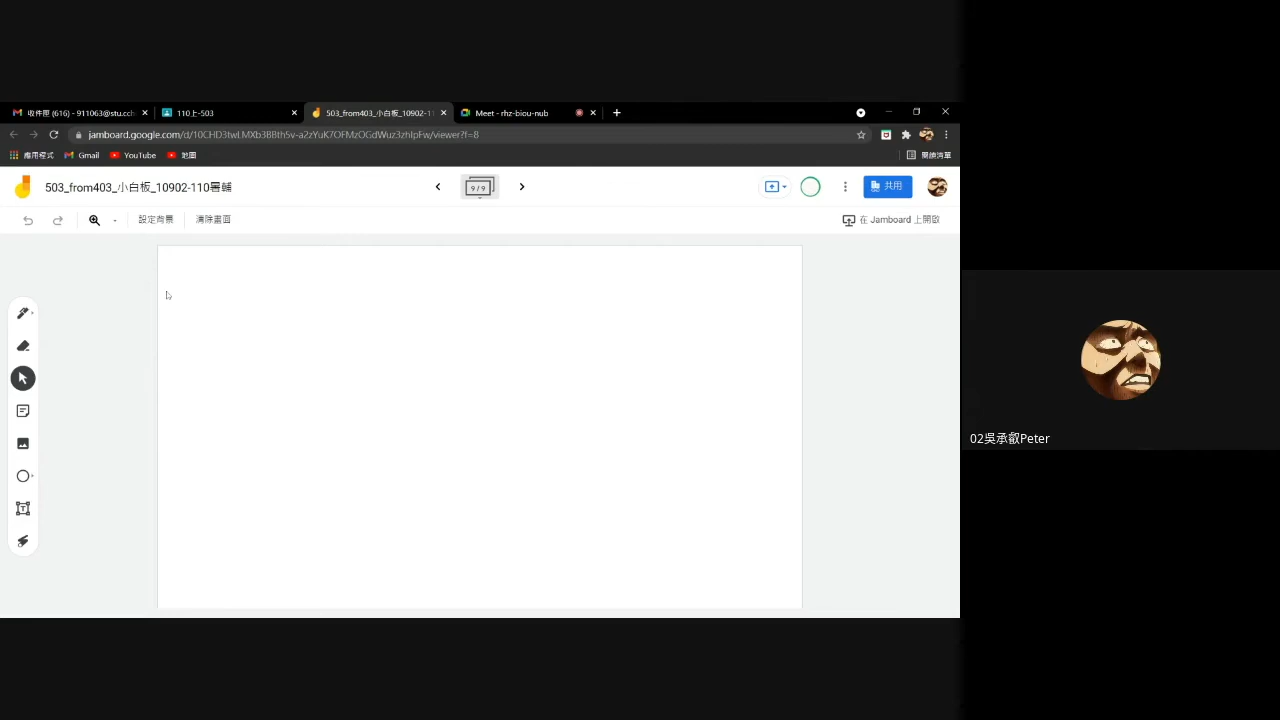 收件匣 (616) - 911063@stu.cch
110上-503
503_from403_小白板_10902-11
Meet - rhz-biou-nub
jamboard.google.com/d/10CHD3twLMXb3BBth5v-a2zYuK7OFMzOGdWuz3zhIpFw/viewer?f=8
應用程式
Gmail
YouTube
地圖
閱讀清單
503_from403_小白板_10902-110署輔
9 / 9
共用
設定背景
清除畫面
在 Jamboard 上開啟
02吳承叡Peter